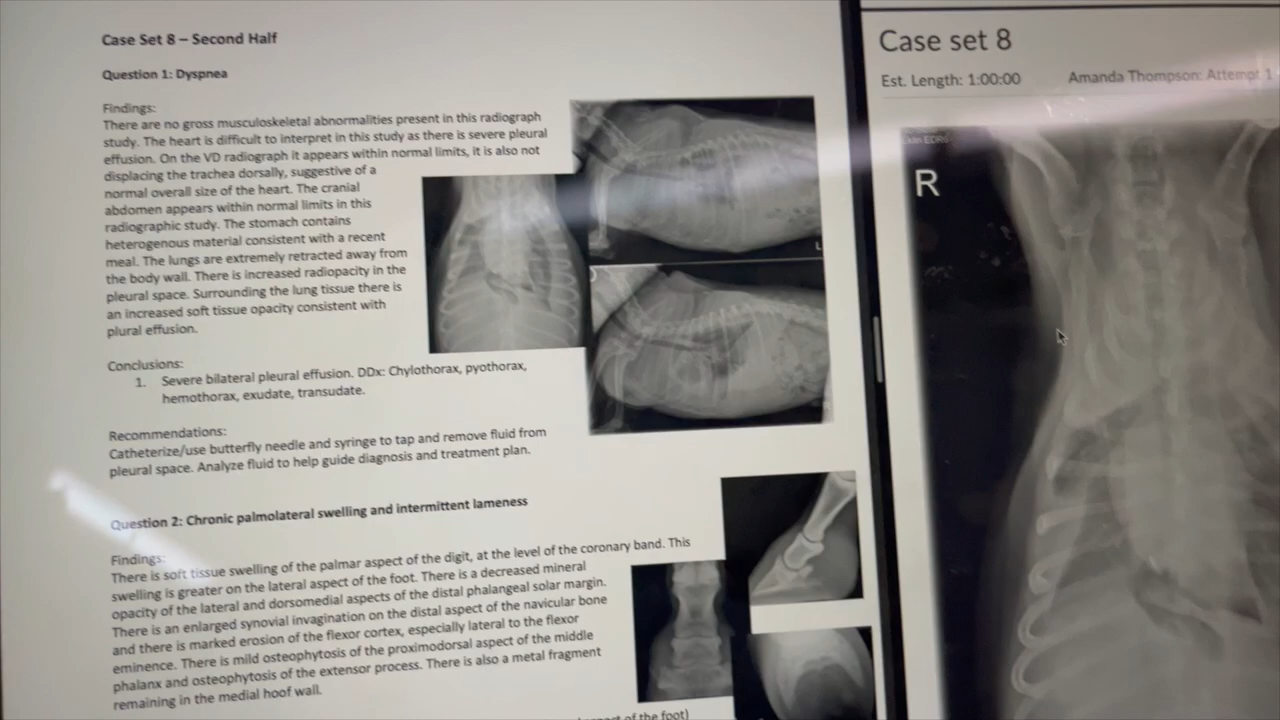 Case Set 8 – Second Half
Question 1: Dyspnea
Findings:
There are no gross musculoskeletal abnormalities present in this radiograph
study. The heart is difficult to interpret in this study as there is severe pleural
effusion. On the VD radiograph it appears within normal limits, it is also not
displacing the trachea dorsally, suggestive of a
normal overall size of the heart. The cranial
abdomen appears within normal limits in this
radiographic study. The stomach contains
heterogenous material consistent with a recent
meal. The lungs are extremely retracted away from
the body wall. There is increased radiopacity in the
pleural space. Surrounding the lung tissue there is
an increased soft tissue opacity consistent with
plural effusion.
Conclusions:
1. Severe bilateral pleural effusion. DDx: Chylothorax, pyothorax,
hemothorax, exudate, transudate.
Recommendations:
Catheterize/use butterfly needle and syringe to tap and remove fluid from
pleural space. Analyze fluid to help guide diagnosis and treatment plan.
Question 2: Chronic palmolateral swelling and intermittent lameness
Findings:
There is soft tissue swelling of the palmar aspect of the digit, at the level of the coronary band. This
swelling is greater on the lateral aspect of the foot. There is a decreased mineral
opacity of the lateral and dorsomedial aspects of the distal phalangeal solar margin.
There is an enlarged synovial invagination on the distal aspect of the navicular bone
and there is marked erosion of the flexor cortex, especially lateral to the flexor
eminence. There is mild osteophytosis of the proximodorsal aspect of the middle
phalanx and osteophytosis of the extensor process. There is also a metal fragment
remaining in the medial hoof wall.
of the foot)
L
Case set 8
Est. Length: 1:00:00
Amanda Thompson: Attempt 1
R